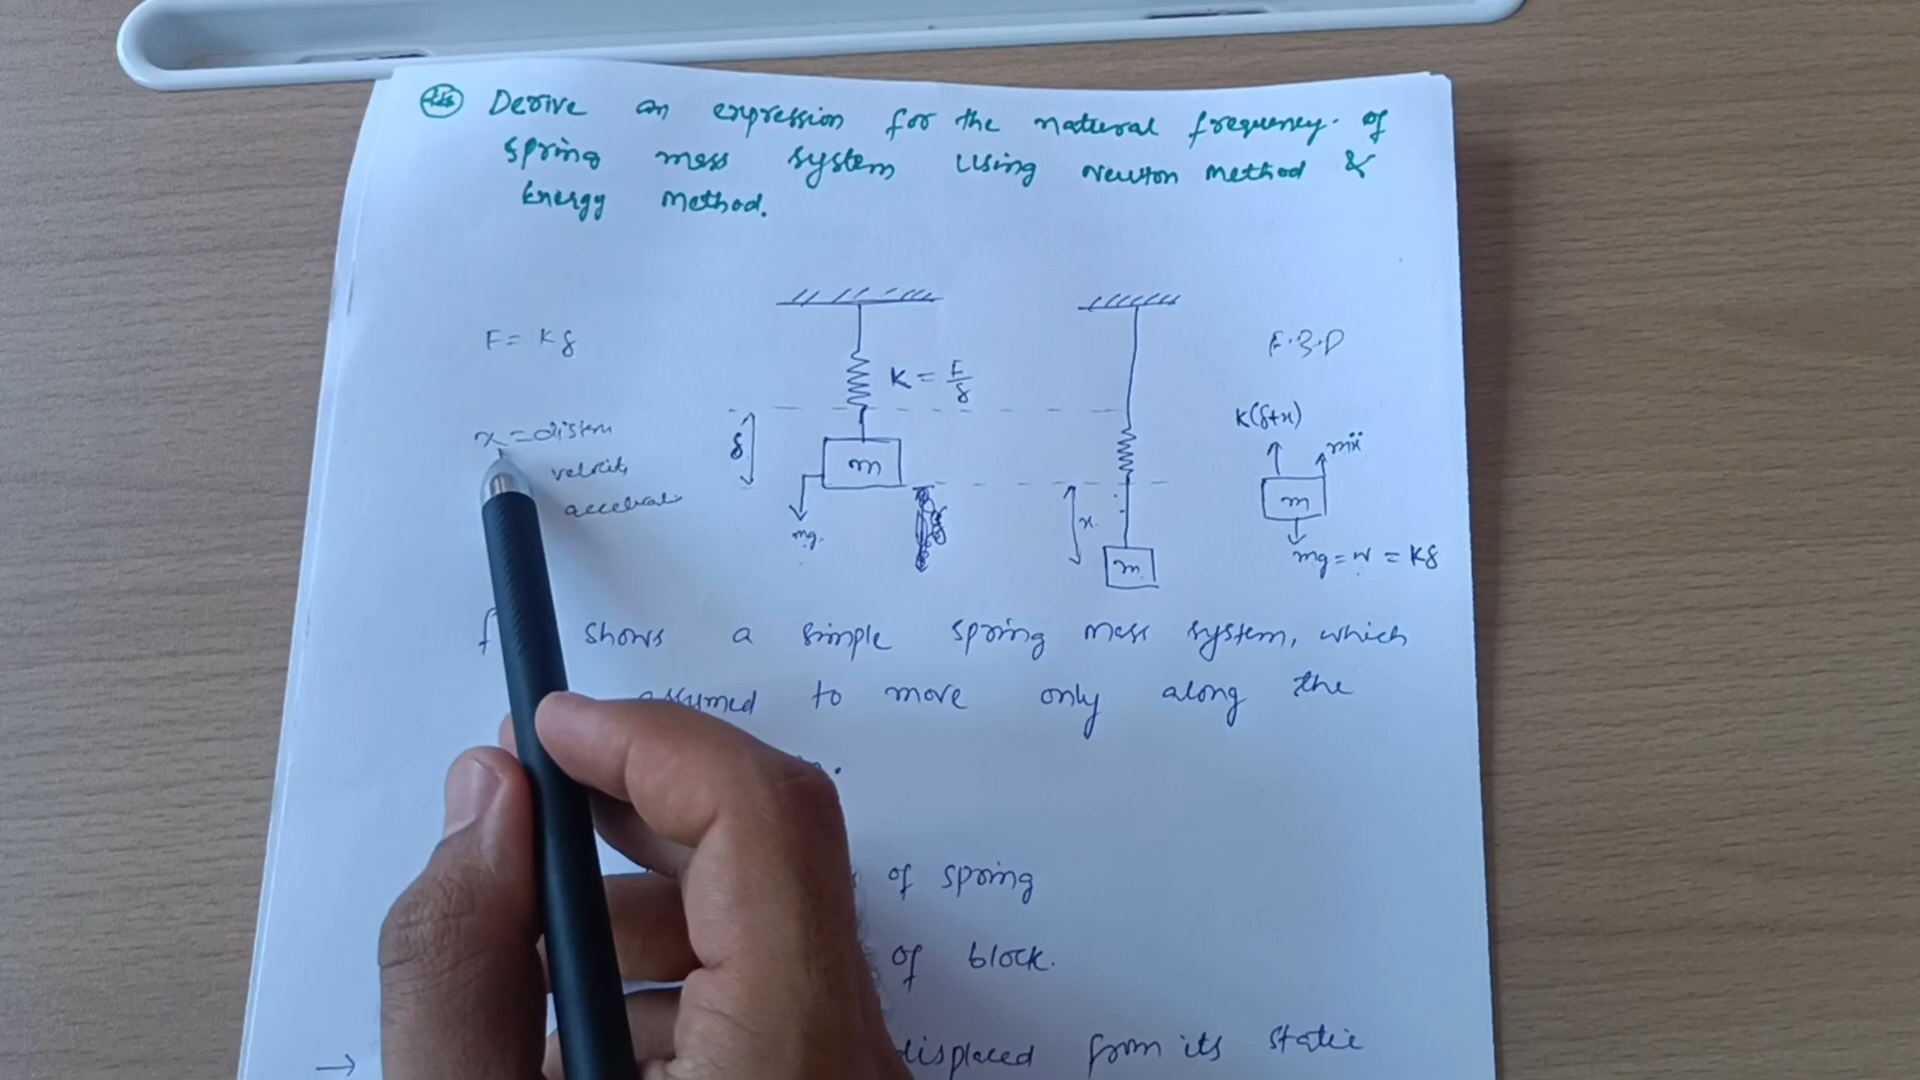 Derive an expression for the natural frequency. of
spring mass system using Newton method &
Energy method.
F = Kδ
K = F/δ
F.B.D
x = distan
velocity
accelerat
δ
m
mg.
x.
m
K(δ+x)
mẍ
m
mg = W = Kδ
shows a simple spring mass system, which
assumed to move only along the
of spring
of block.
→ displaced from its static